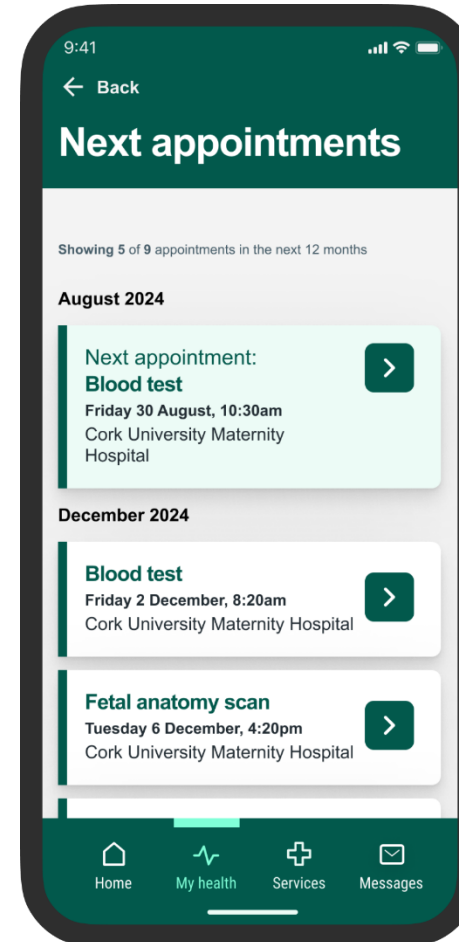 9:41
Back
Next appointments
Showing 5 of 9 appointments in the next 12 months
August 2024
Next appointment:
Blood test
Friday 30 August, 10:30am
Cork University Maternity
Hospital
December 2024
Blood test
Friday 2 December, 8:20am
Cork University Maternity Hospital
Fetal anatomy scan
Tuesday 6 December, 4:20pm
Cork University Maternity Hospital
Home My health Services Messages